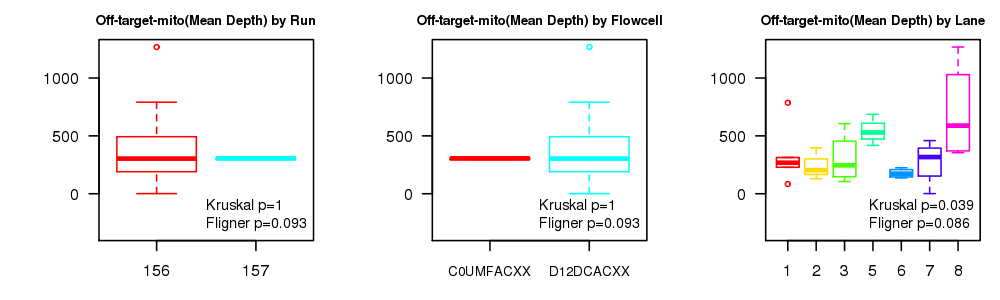 Off-target-mito(Mean Depth) by Run
1000
500
0
Kruskal p=1
Fligner p=0.093
156
157
Off-target-mito(Mean Depth) by Flowcell
1000
500
0
Kruskal p=1
Fligner p=0.093
C0UMFACXX
D12DCACXX
Off-target-mito(Mean Depth) by Lane
1000
500
0
Kruskal p=0.039
Fligner p=0.086
1 2 3 5 6 7 8